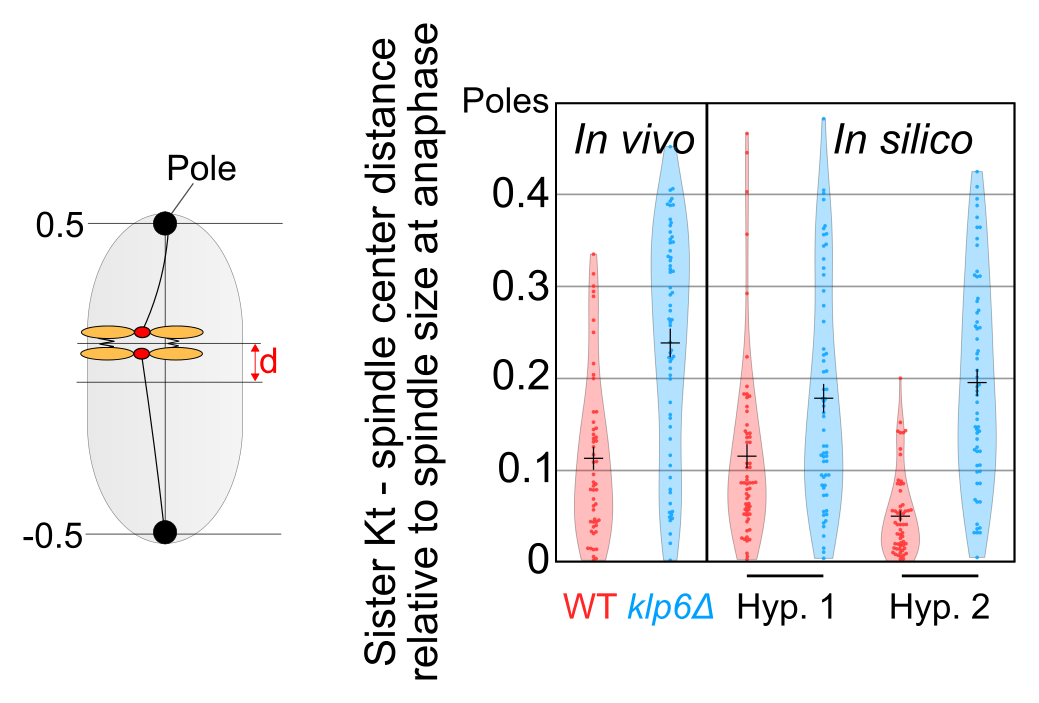 Pole
0.5
d
-0.5
Sister Kt - spindle center distance
relative to spindle size at anaphase
Poles
In vivo
In silico
0.4
0.3
0.2
0.1
0
WT klp6Δ Hyp. 1 Hyp. 2